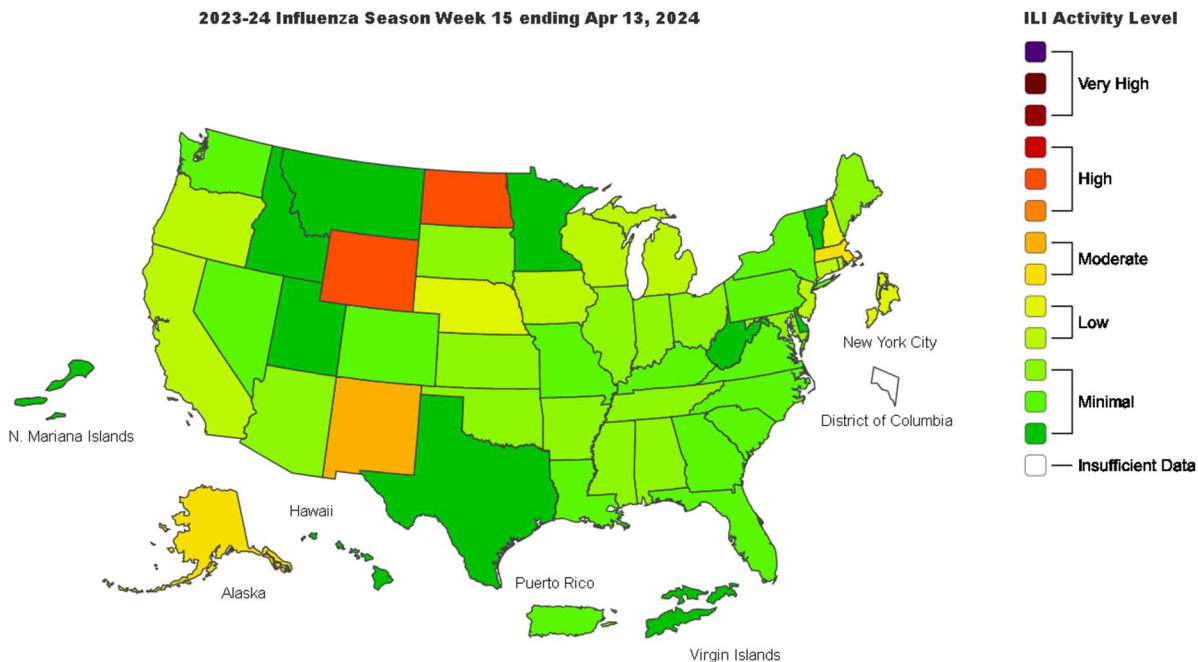 2023-24 Influenza Season Week 15 ending Apr 13, 2024
ILI Activity Level
Very High
High
Moderate
Low
Minimal
Insufficient Data
New York City
District of Columbia
N. Mariana Islands
Hawaii
Alaska
Puerto Rico
Virgin Islands